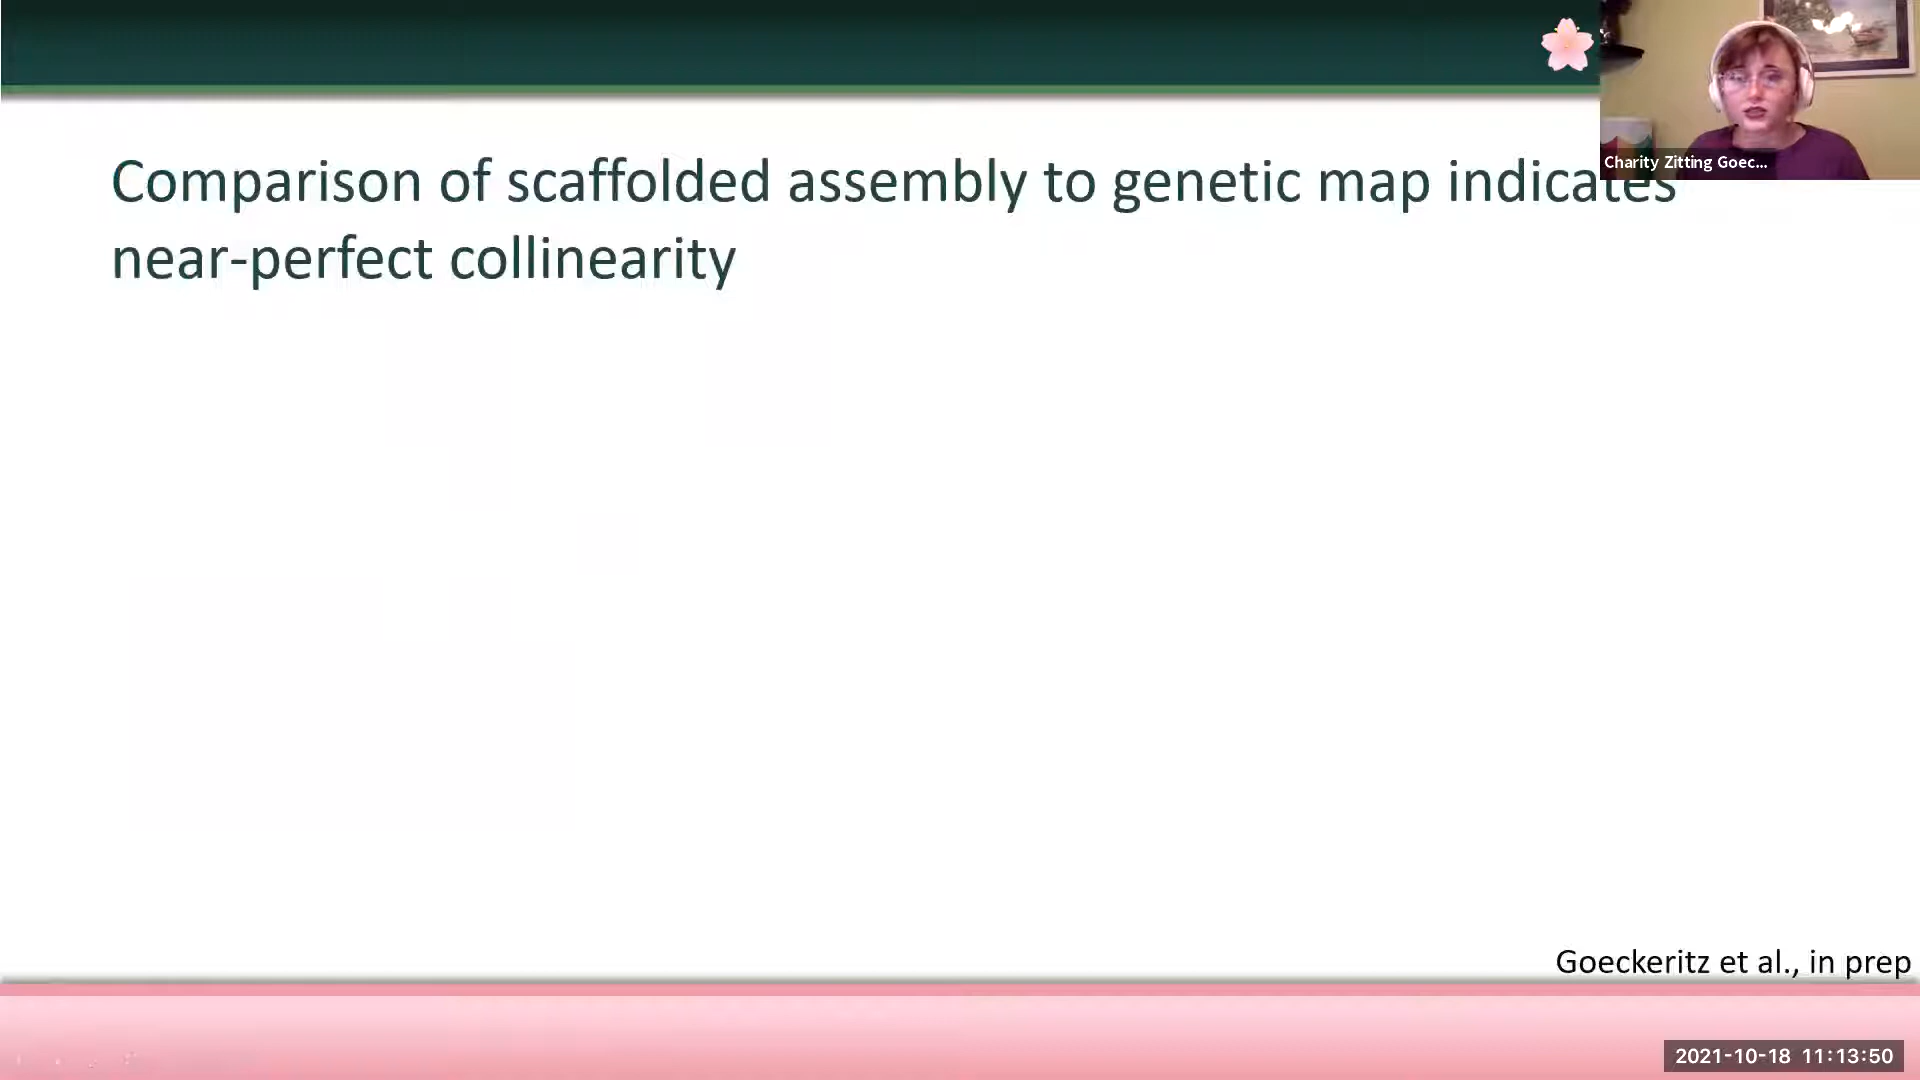 Charity Zitting Goec...
Comparison of scaffolded assembly to genetic map indicates
near-perfect collinearity
Goeckeritz et al., in prep
2021-10-18 11:13:50